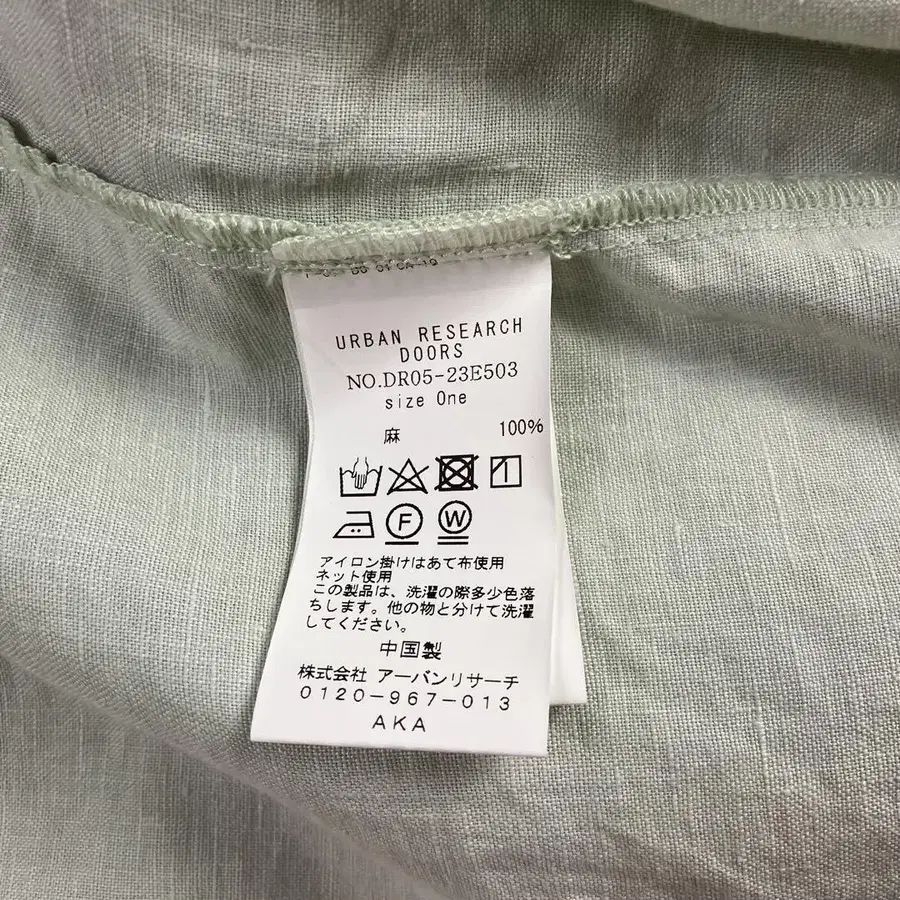 URBAN RESEARCH
DOORS
NO.DR05-23E503
size One
麻 100%
F W
アイロン掛けはあて布使用
ネット使用
この製品は、洗濯の際多少色落
ちします。他の物と分けて洗濯
してください。
中国製
株式会社 アーバンリサーチ
0120-967-013
AKA